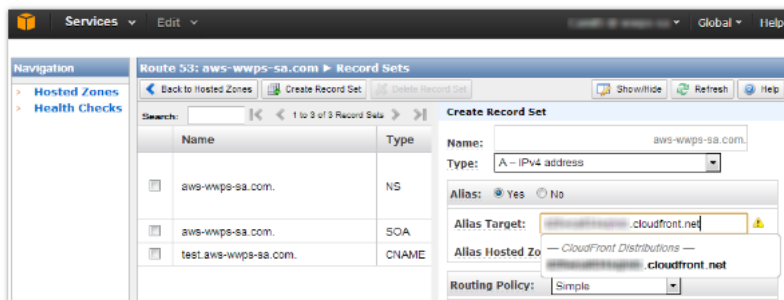 Services Edit Global Help
Navigation
Hosted Zones
Health Checks
Route 53: aws-wwps-sa.com ► Record Sets
Back to Hosted Zones Create Record Set Delete Record Set Show/Hide Refresh Help
Search: 1 to 3 of 3 Record Sets
Name Type
aws-wwps-sa.com. NS
aws-wwps-sa.com. SOA
test.aws-wwps-sa.com. CNAME
Create Record Set
Name: aws-wwps-sa.com.
Type: A – IPv4 address
Alias: Yes No
Alias Target: .cloudfront.net
Alias Hosted Zo
— CloudFront Distributions —
.cloudfront.net
Routing Policy: Simple